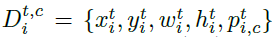 $D_i^{t,c} = \{x_i^t, y_i^t, w_i^t, h_i^t, p_{i,c}^t\}$